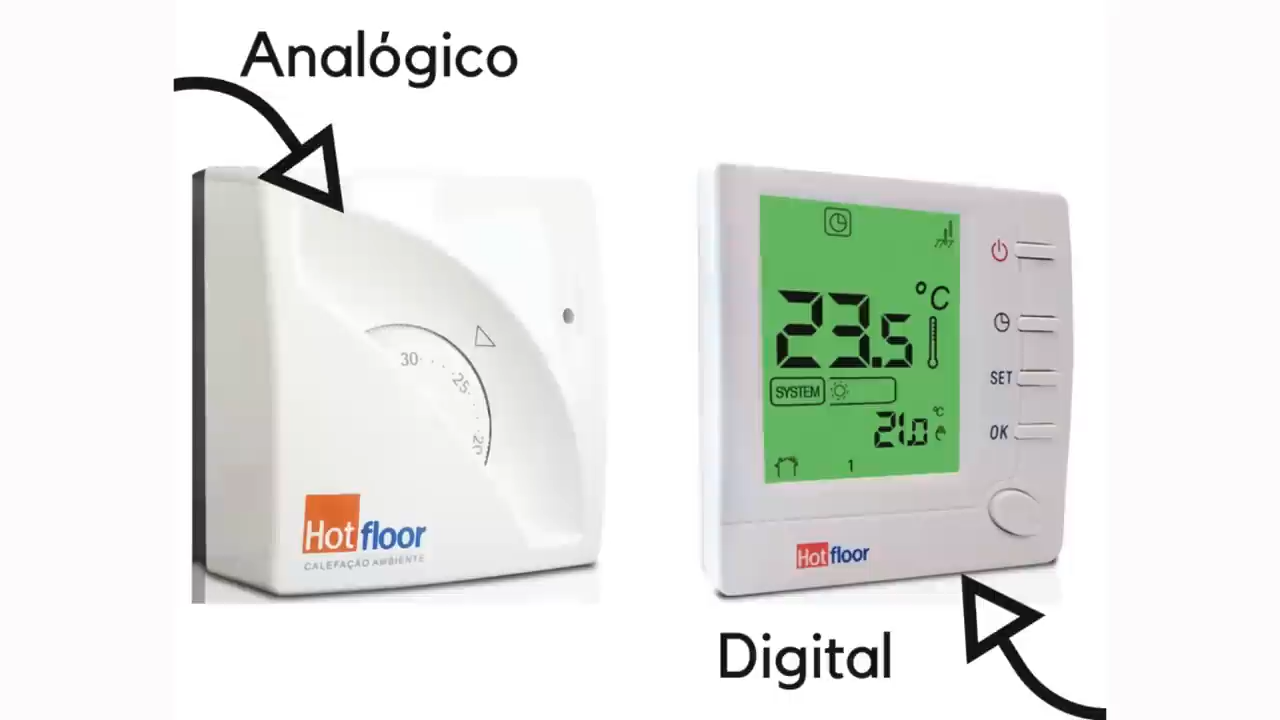 Analógico
30
25
20
Hotfloor
CALEFAÇÃO AMBIENTE
23.5 °C
SYSTEM
21.0 °C
1
SET
OK
Hotfloor
Digital